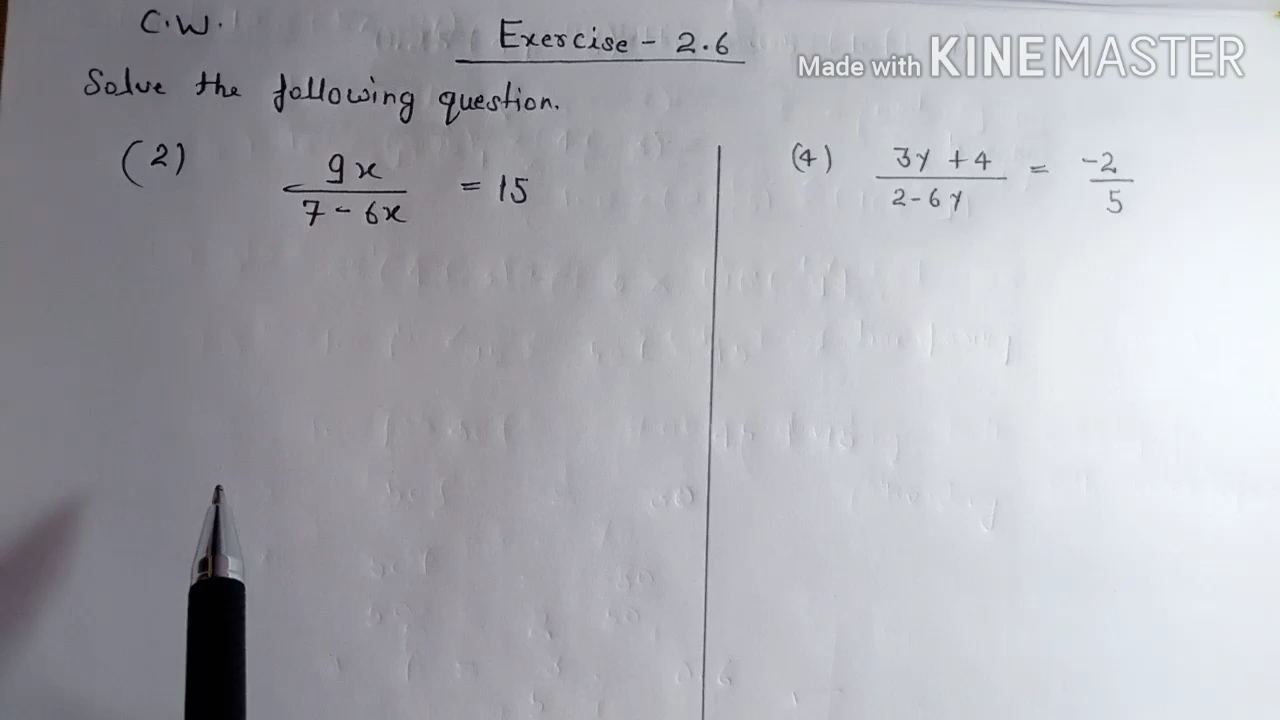 C.W.
Exercise - 2.6
Made with KINEMASTER
Solve the following question.
(2) 9x / 7 - 6x = 15
(4) 3y + 4 / 2 - 6y = -2 / 5